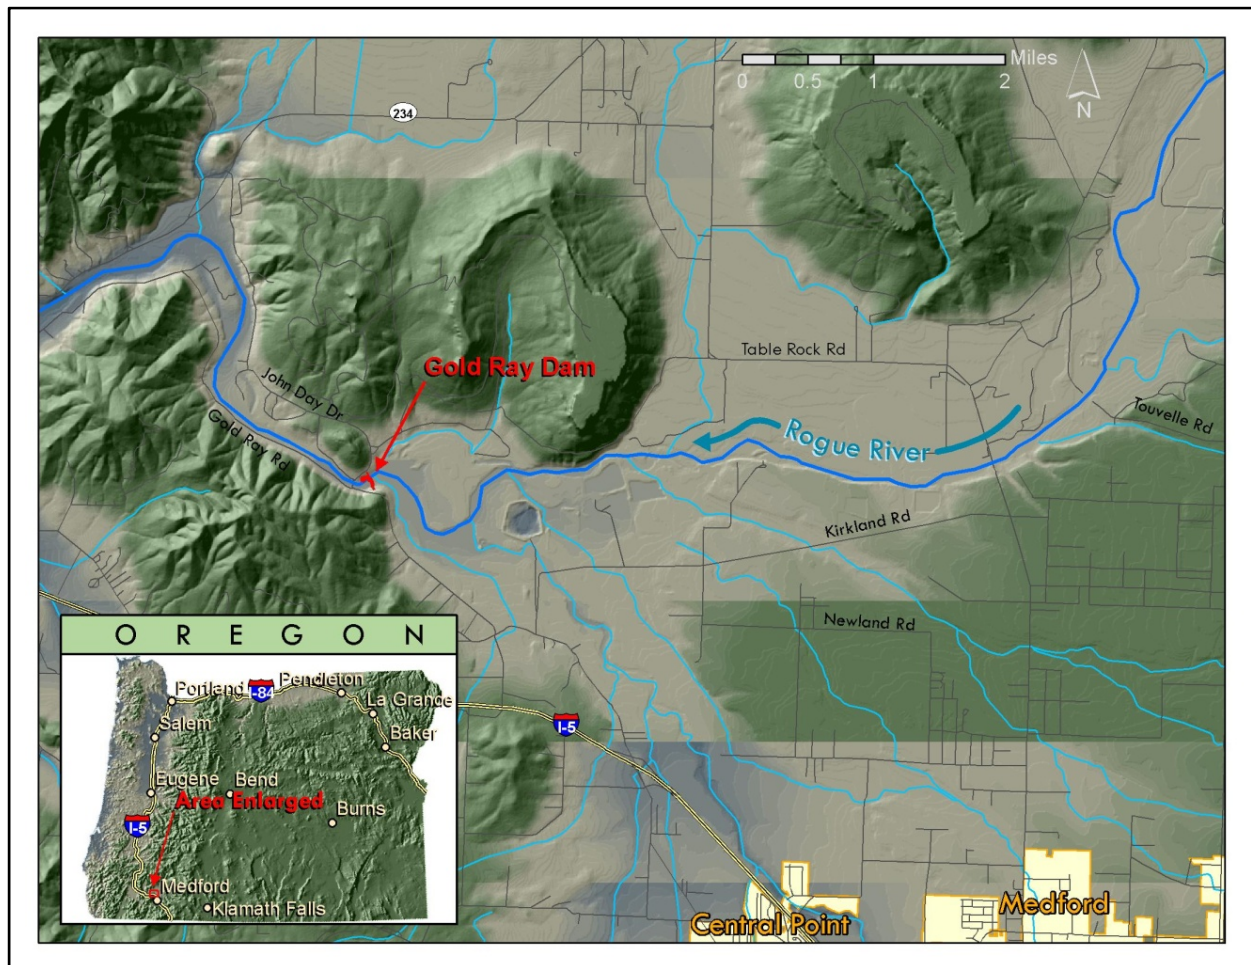 Miles
0 0.5 1 2
N
234
Table Rock Rd
Gold Ray Dam
John Day Dr
Gold Ray Rd
Rogue River
Touvelle Rd
Kirkland Rd
Newland Rd
I-5
Central Point
Medford
OREGON
Portland
I-84
Pendleton
La Grande
Salem
Baker
Eugene
Bend
Area Enlarged
Burns
I-5
Medford
Klamath Falls